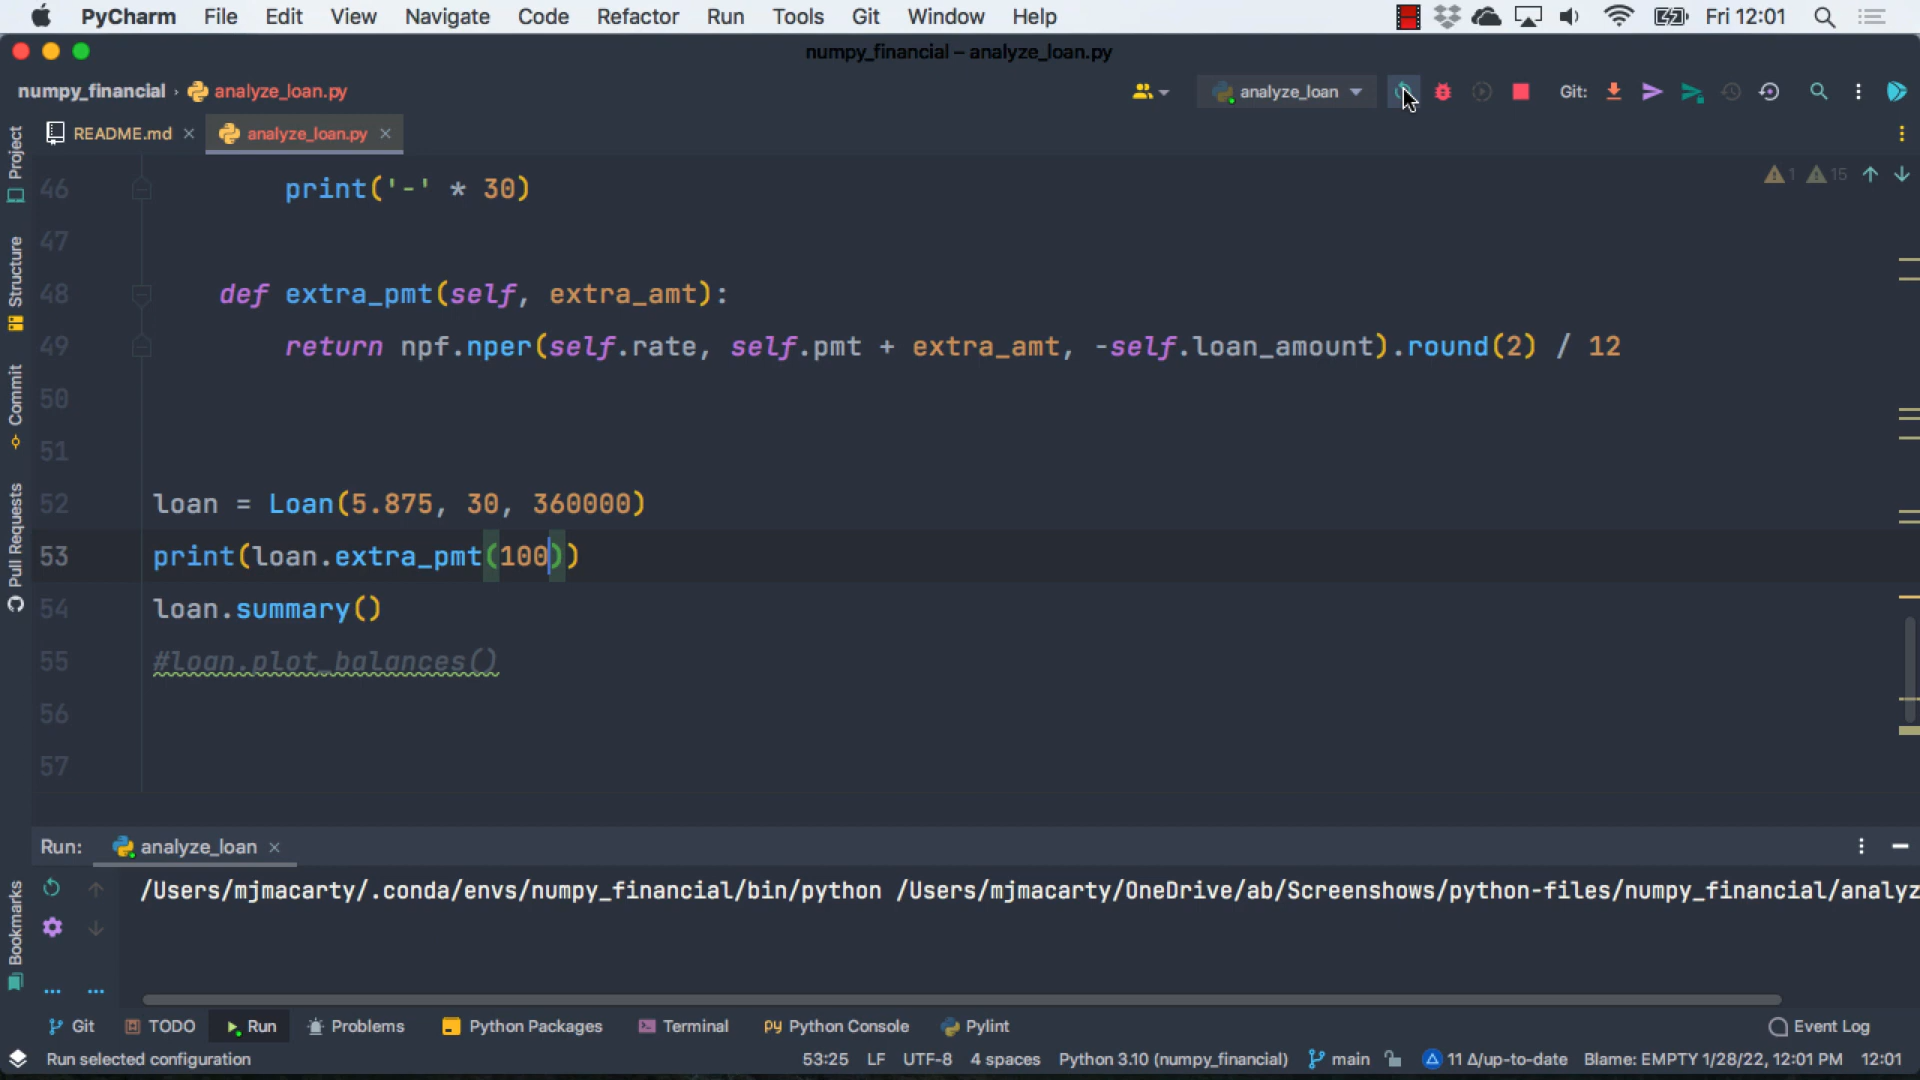 PyCharm File Edit View Navigate Code Refactor Run Tools Git Window Help Fri 12:01
numpy_financial – analyze_loan.py
numpy_financial › analyze_loan.py analyze_loan Git:
README.md analyze_loan.py
Project
Structure
Commit
Pull Requests
Bookmarks
1 15
46 print('-' * 30)
47
48 def extra_pmt(self, extra_amt):
49 return npf.nper(self.rate, self.pmt + extra_amt, -self.loan_amount).round(2) / 12
50
51
52 loan = Loan(5.875, 30, 360000)
53 print(loan.extra_pmt(100))
54 loan.summary()
55 #loan.plot_balances()
56
57
Run: analyze_loan
/Users/mjmacarty/.conda/envs/numpy_financial/bin/python /Users/mjmacarty/OneDrive/ab/Screenshows/python-files/numpy_financial/analyz
Git TODO Run Problems Python Packages Terminal Python Console Pylint Event Log
Run selected configuration 53:25 LF UTF-8 4 spaces Python 3.10 (numpy_financial) main 11 Δ/up-to-date Blame: EMPTY 1/28/22, 12:01 PM 12:01